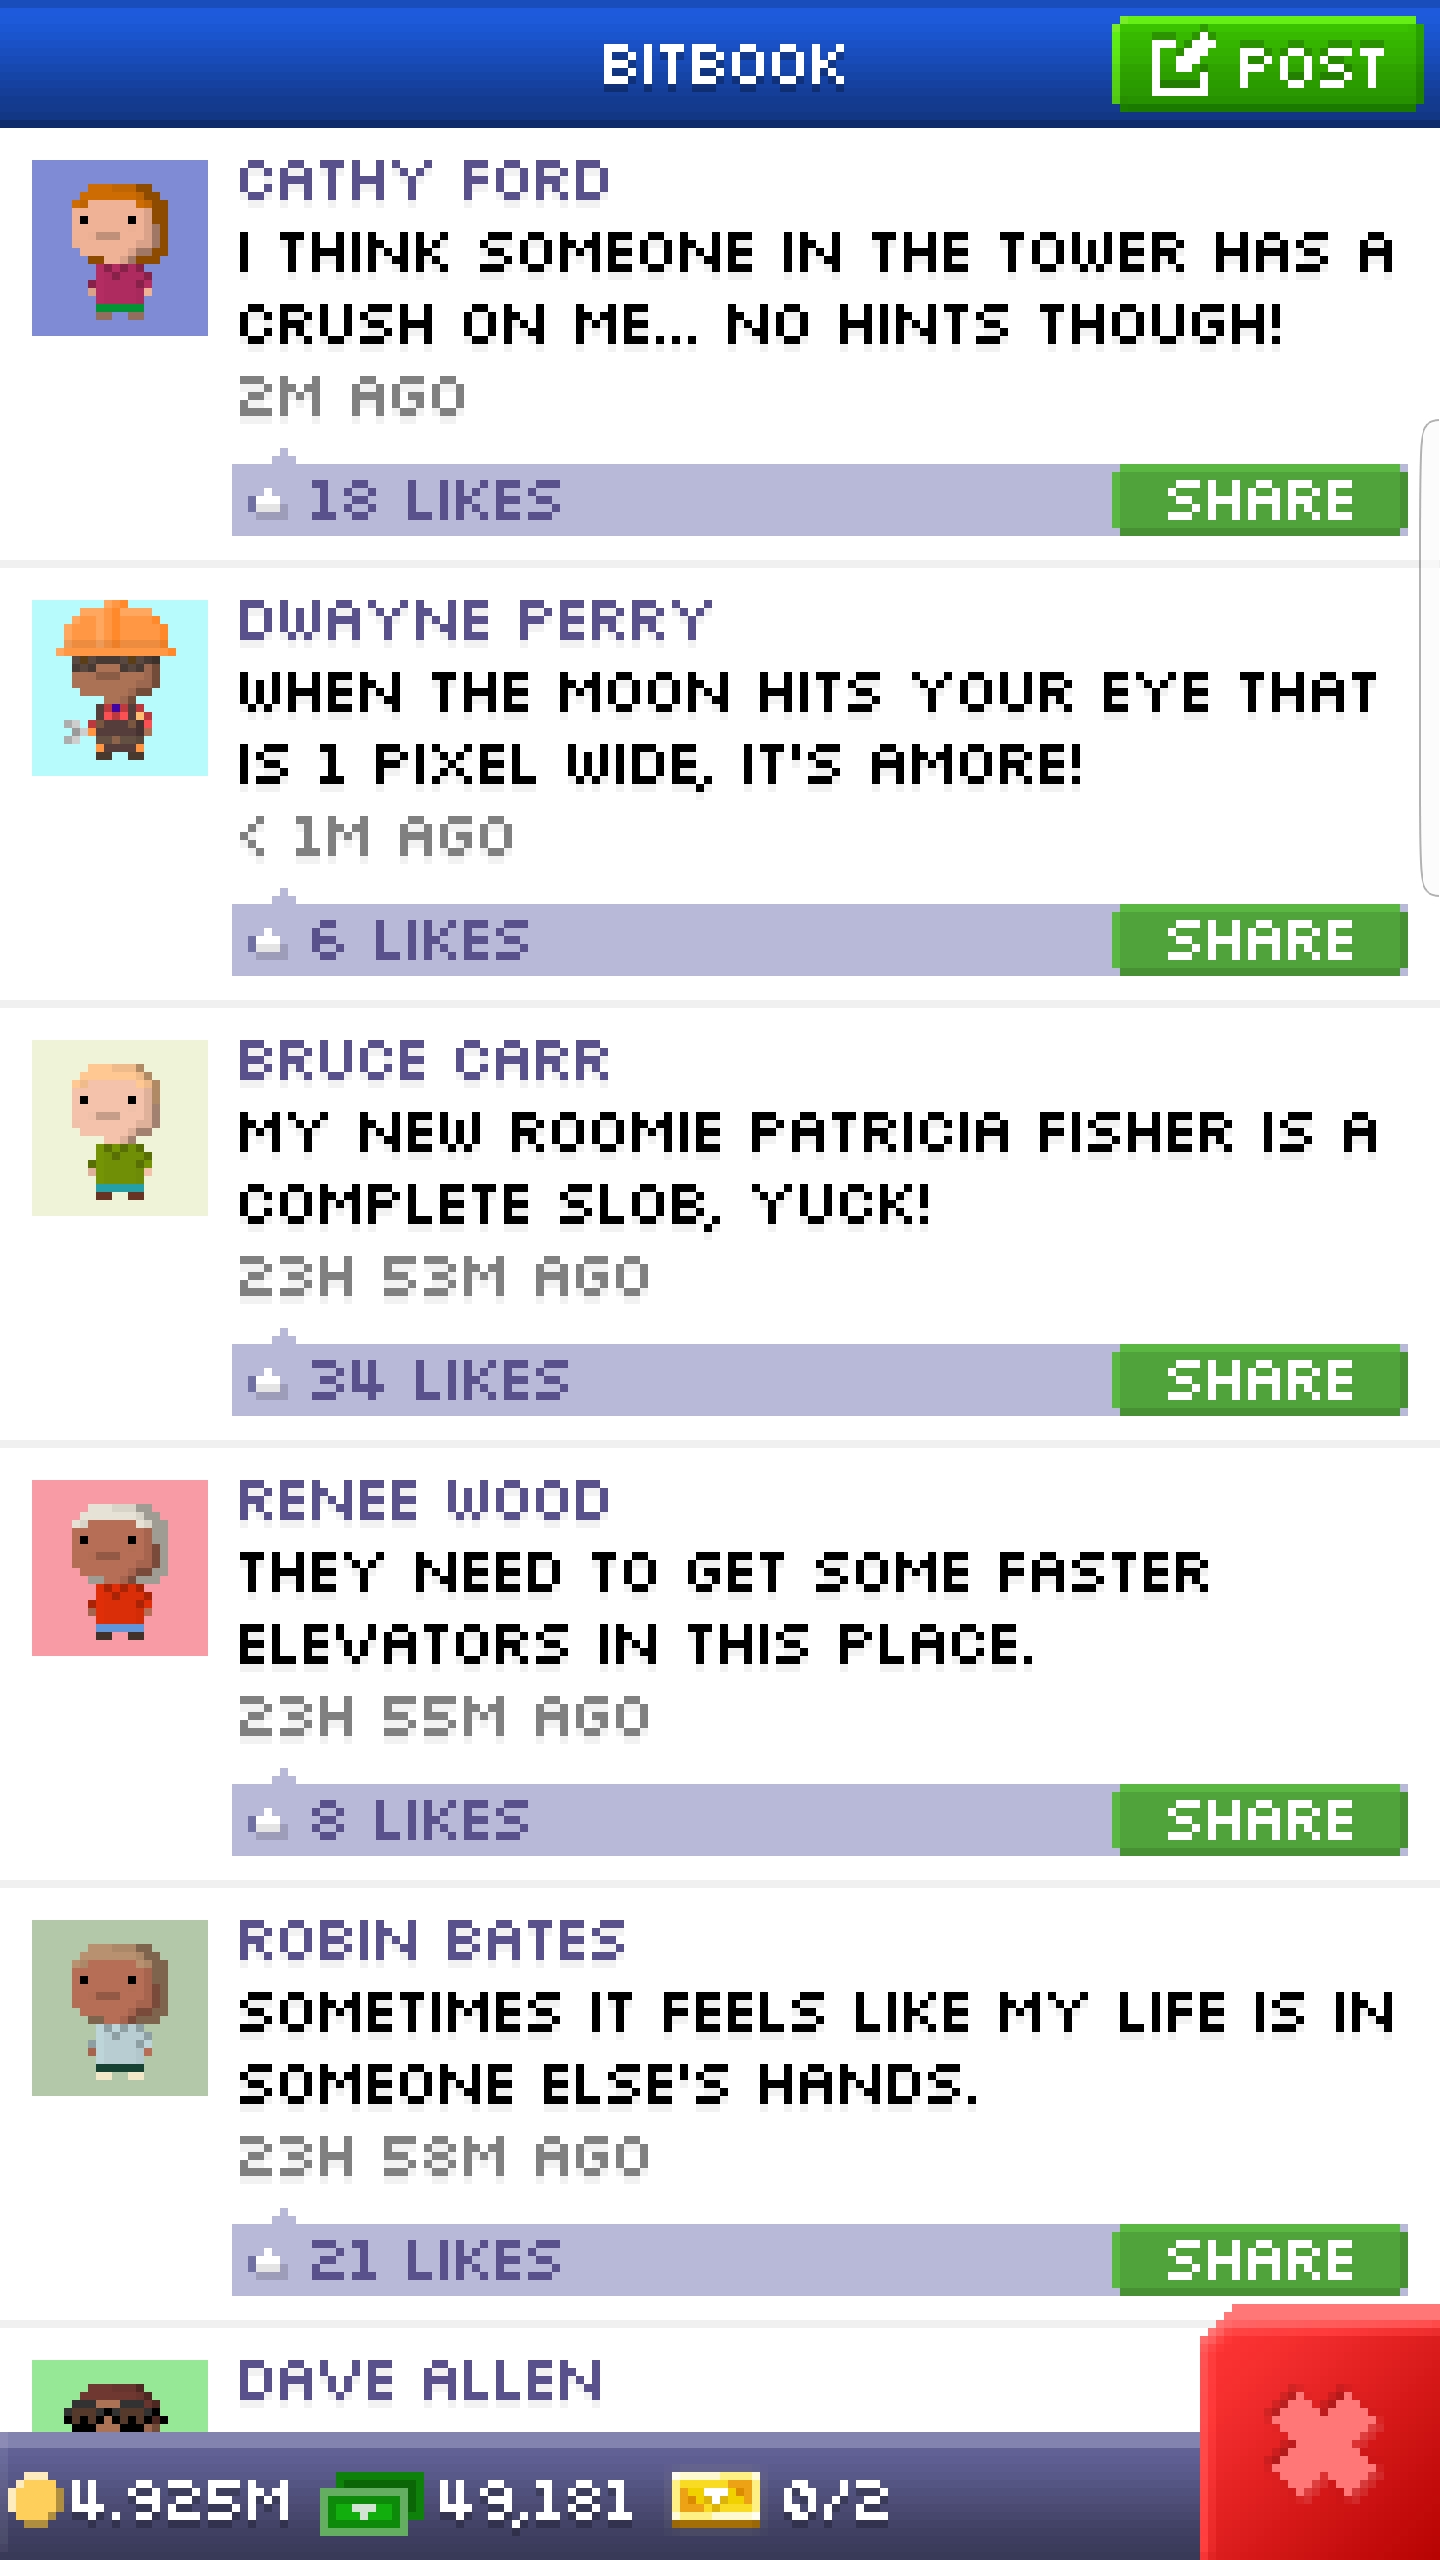 BITBOOK
POST
CATHY FORD
I THINK SOMEONE IN THE TOWER HAS A
CRUSH ON ME... NO HINTS THOUGH!
2M AGO
18 LIKES
SHARE
DWAYNE PERRY
WHEN THE MOON HITS YOUR EYE THAT
IS 1 PIXEL WIDE, IT'S AMORE!
< 1M AGO
6 LIKES
SHARE
BRUCE CARR
MY NEW ROOMIE PATRICIA FISHER IS A
COMPLETE SLOB, YUCK!
23H 53M AGO
34 LIKES
SHARE
RENEE WOOD
THEY NEED TO GET SOME FASTER
ELEVATORS IN THIS PLACE.
23H 55M AGO
8 LIKES
SHARE
ROBIN BATES
SOMETIMES IT FEELS LIKE MY LIFE IS IN
SOMEONE ELSE'S HANDS.
23H 58M AGO
21 LIKES
SHARE
DAVE ALLEN
4.925M 49,181 0/2